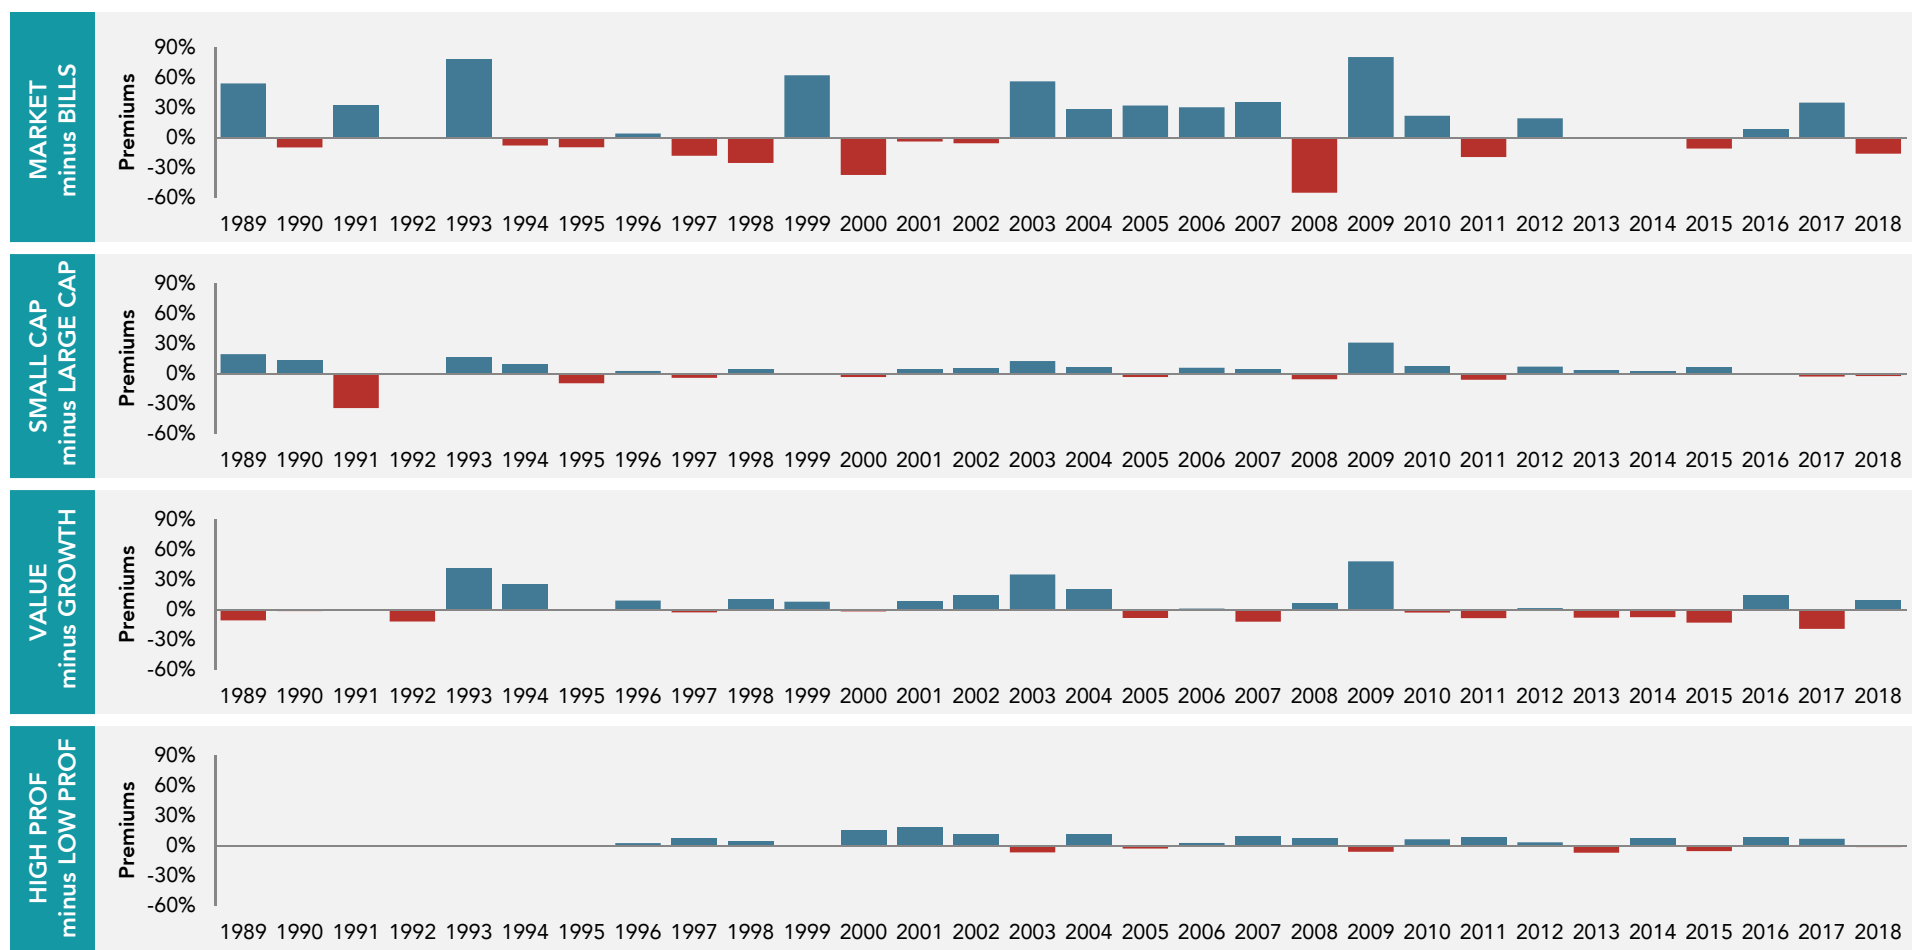 MARKET
minus BILLS
Premiums
90%
60%
30%
0%
-30%
-60%
1989 1990 1991 1992 1993 1994 1995 1996 1997 1998 1999 2000 2001 2002 2003 2004 2005 2006 2007 2008 2009 2010 2011 2012 2013 2014 2015 2016 2017 2018
SMALL CAP
minus LARGE CAP
Premiums
90%
60%
30%
0%
-30%
-60%
1989 1990 1991 1992 1993 1994 1995 1996 1997 1998 1999 2000 2001 2002 2003 2004 2005 2006 2007 2008 2009 2010 2011 2012 2013 2014 2015 2016 2017 2018
VALUE
minus GROWTH
Premiums
90%
60%
30%
0%
-30%
-60%
1989 1990 1991 1992 1993 1994 1995 1996 1997 1998 1999 2000 2001 2002 2003 2004 2005 2006 2007 2008 2009 2010 2011 2012 2013 2014 2015 2016 2017 2018
HIGH PROF
minus LOW PROF
Premiums
90%
60%
30%
0%
-30%
-60%
1989 1990 1991 1992 1993 1994 1995 1996 1997 1998 1999 2000 2001 2002 2003 2004 2005 2006 2007 2008 2009 2010 2011 2012 2013 2014 2015 2016 2017 2018